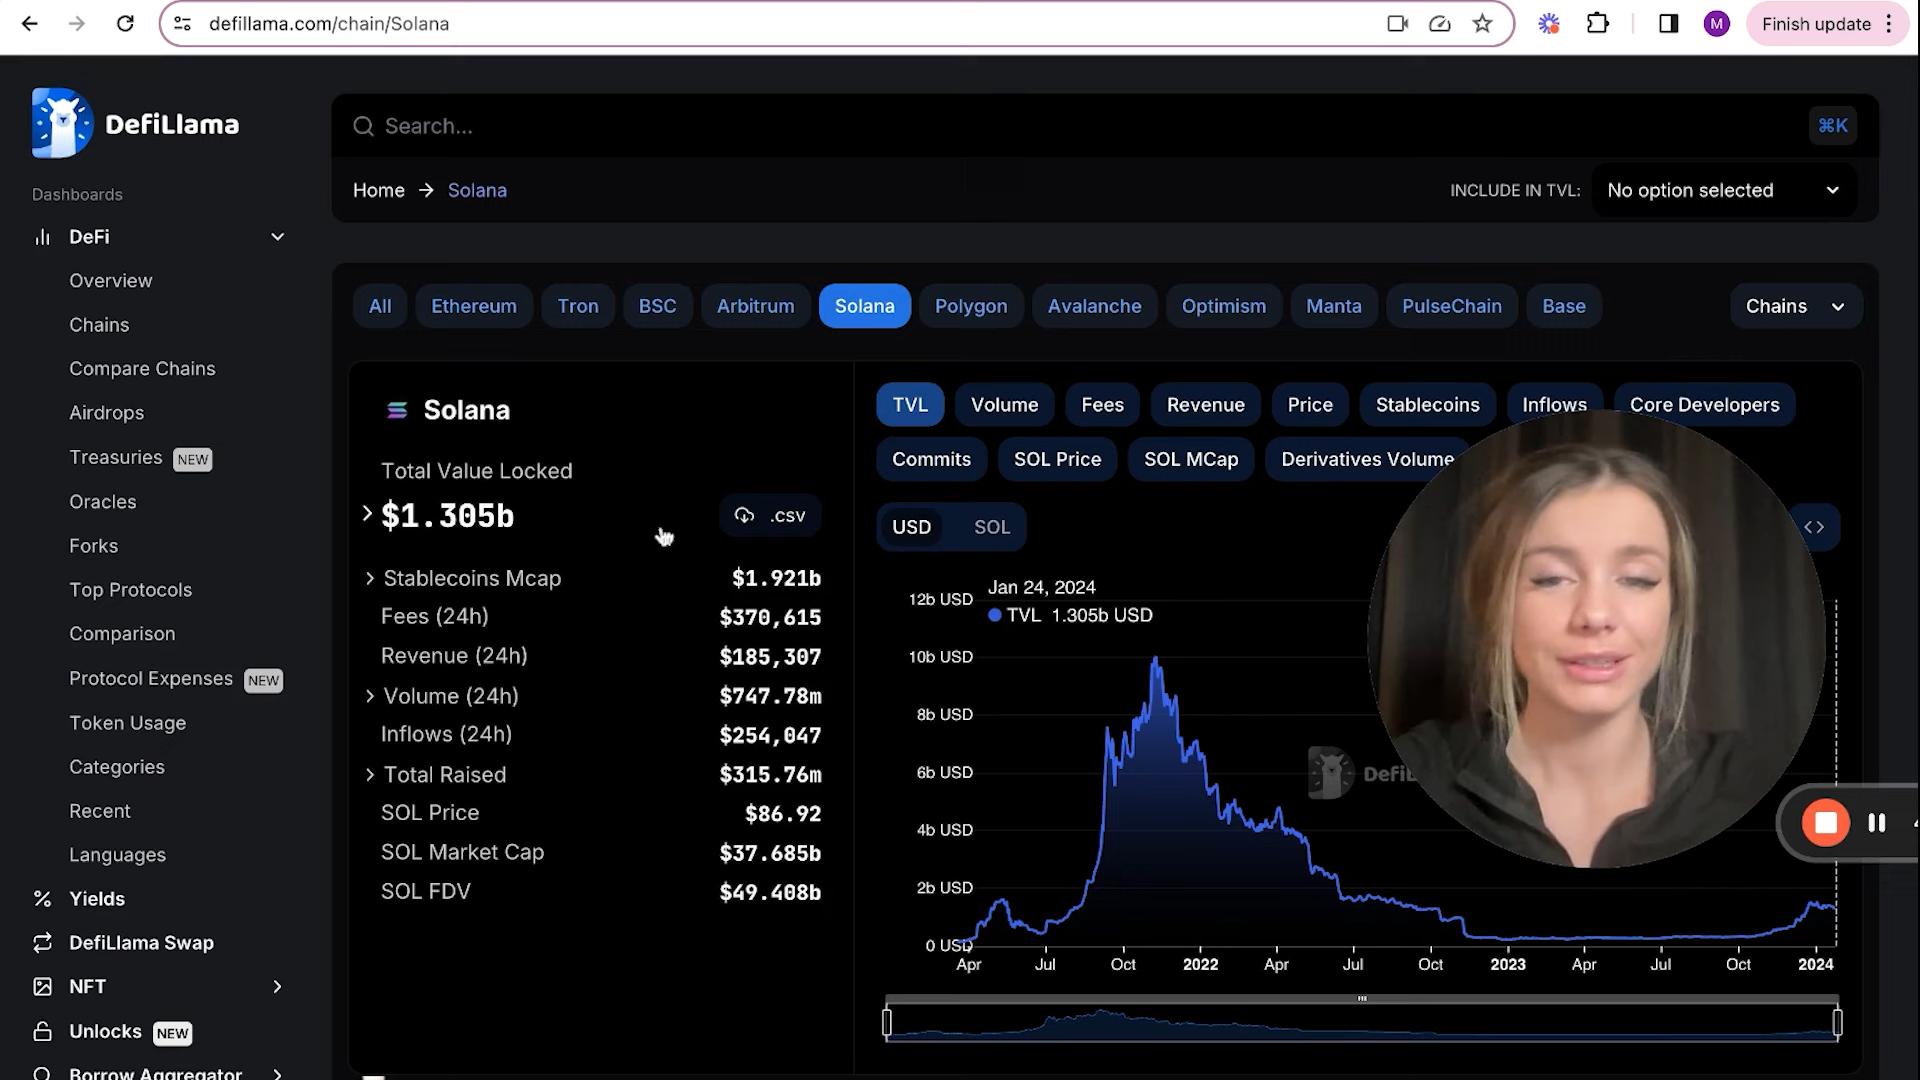 defillama.com/chain/Solana
M
Finish update
DefiLlama
Search...
⌘K
Home → Solana
INCLUDE IN TVL:
No option selected
Dashboards
DeFi
Overview
Chains
Compare Chains
Airdrops
Treasuries NEW
Oracles
Forks
Top Protocols
Comparison
Protocol Expenses NEW
Token Usage
Categories
Recent
Languages
Yields
DefiLlama Swap
NFT
Unlocks NEW
Borrow Aggregator
All Ethereum Tron BSC Arbitrum Solana Polygon Avalanche Optimism Manta PulseChain Base
Chains
Solana
Total Value Locked
$1.305b
.csv
Stablecoins Mcap $1.921b
Fees (24h) $370,615
Revenue (24h) $185,307
Volume (24h) $747.78m
Inflows (24h) $254,047
Total Raised $315.76m
SOL Price $86.92
SOL Market Cap $37.685b
SOL FDV $49.408b
TVL Volume Fees Revenue Price Stablecoins Inflows Core Developers
Commits SOL Price SOL MCap Derivatives Volume
USD SOL
Jan 24, 2024
TVL 1.305b USD
12b USD
10b USD
8b USD
6b USD
4b USD
2b USD
0 USD
Apr Jul Oct 2022 Apr Jul Oct 2023 Apr Jul Oct 2024